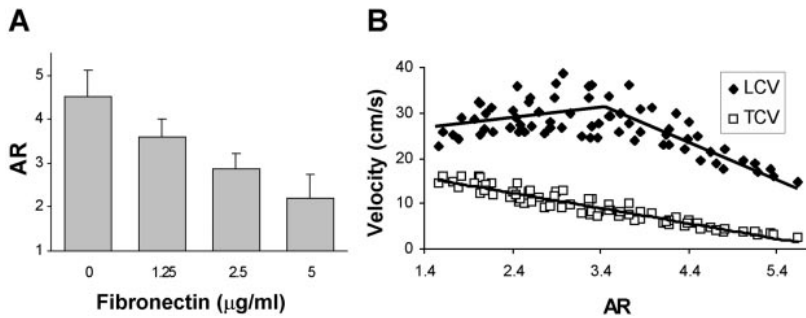 A
AR
5
4
3
2
1
0 1.25 2.5 5
Fibronectin (µg/ml)
B
Velocity (cm/s)
40
30
20
10
0
LCV
TCV
1.4 2.4 3.4 4.4 5.4
AR